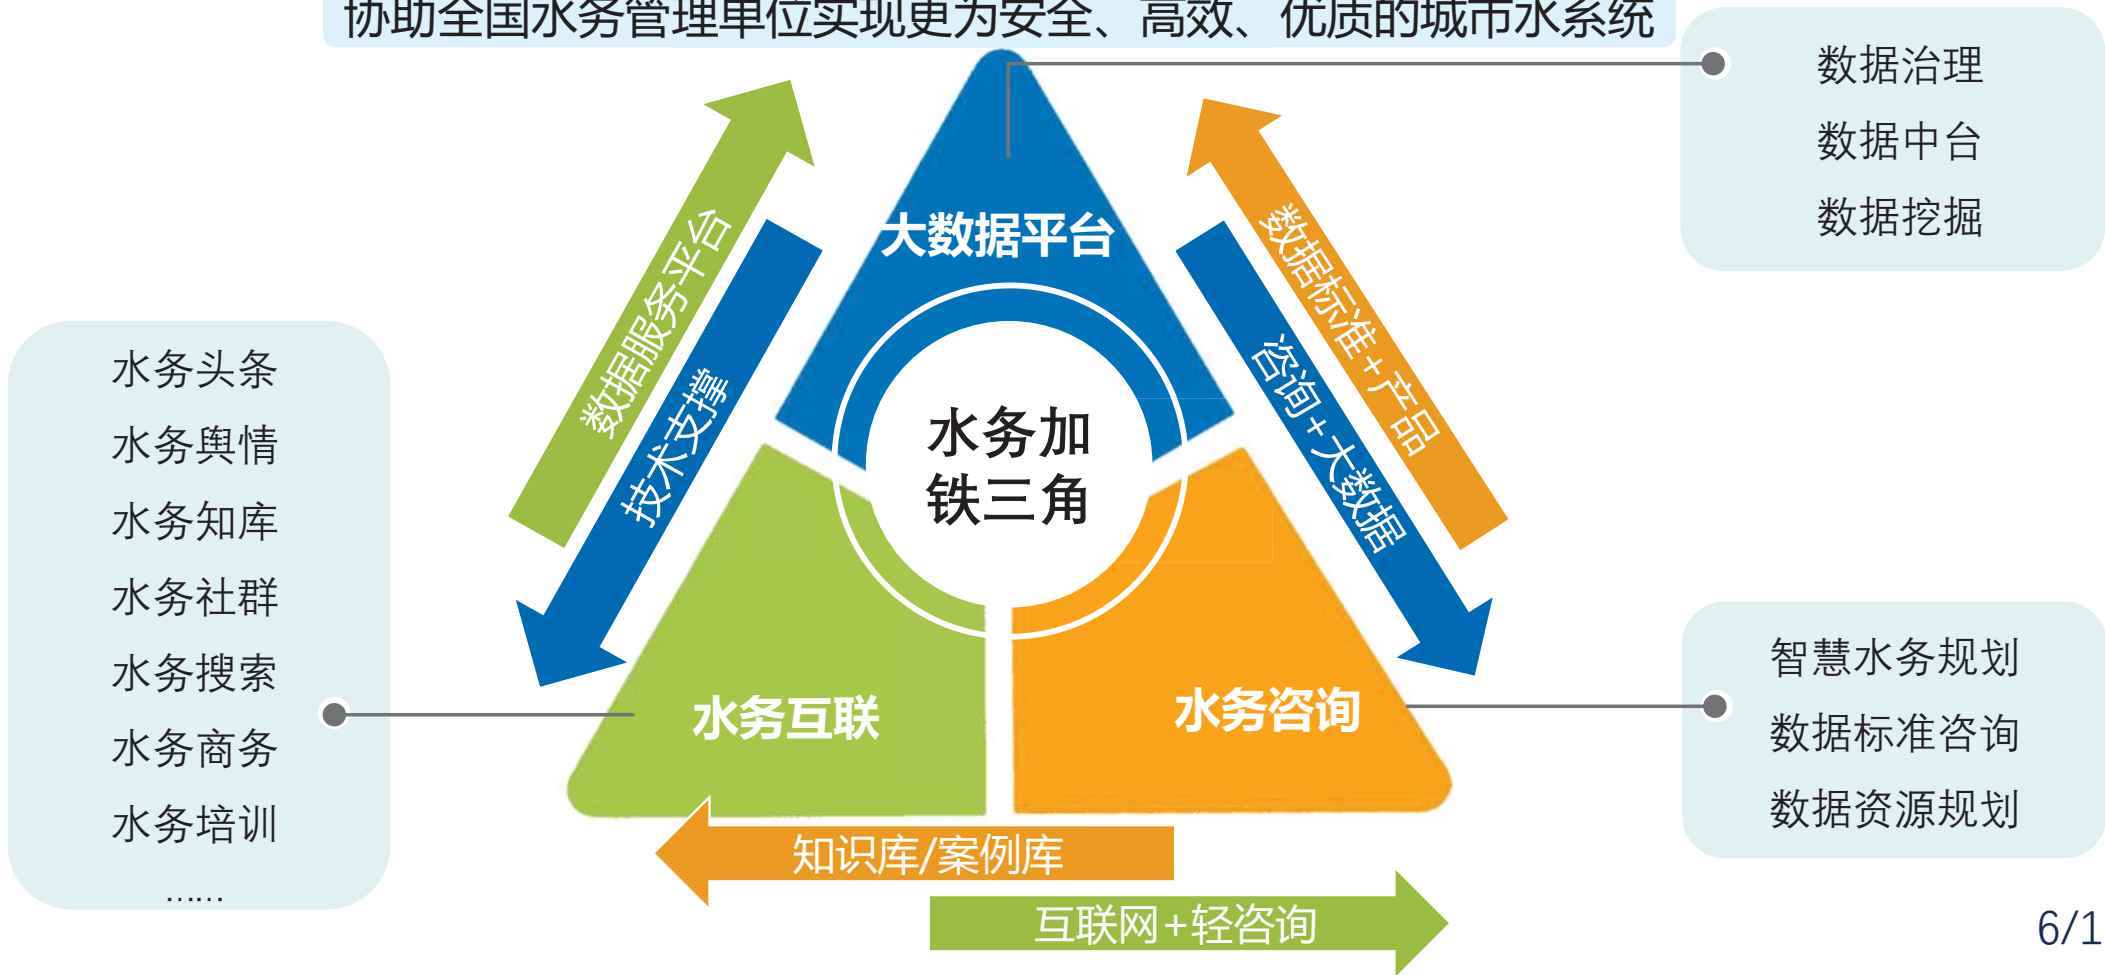 协助全国水务管理单位实现更为安全、高效、优质的城市水系统
数据治理
数据中台
数据挖掘
大数据平台
数据服务平台
技术支撑
数据标准+产品
咨询+大数据
水务加
铁三角
水务头条
水务舆情
水务知库
水务社群
水务搜索
水务商务
水务培训
……
水务互联
水务咨询
智慧水务规划
数据标准咨询
数据资源规划
知识库/案例库
互联网+轻咨询
6/1